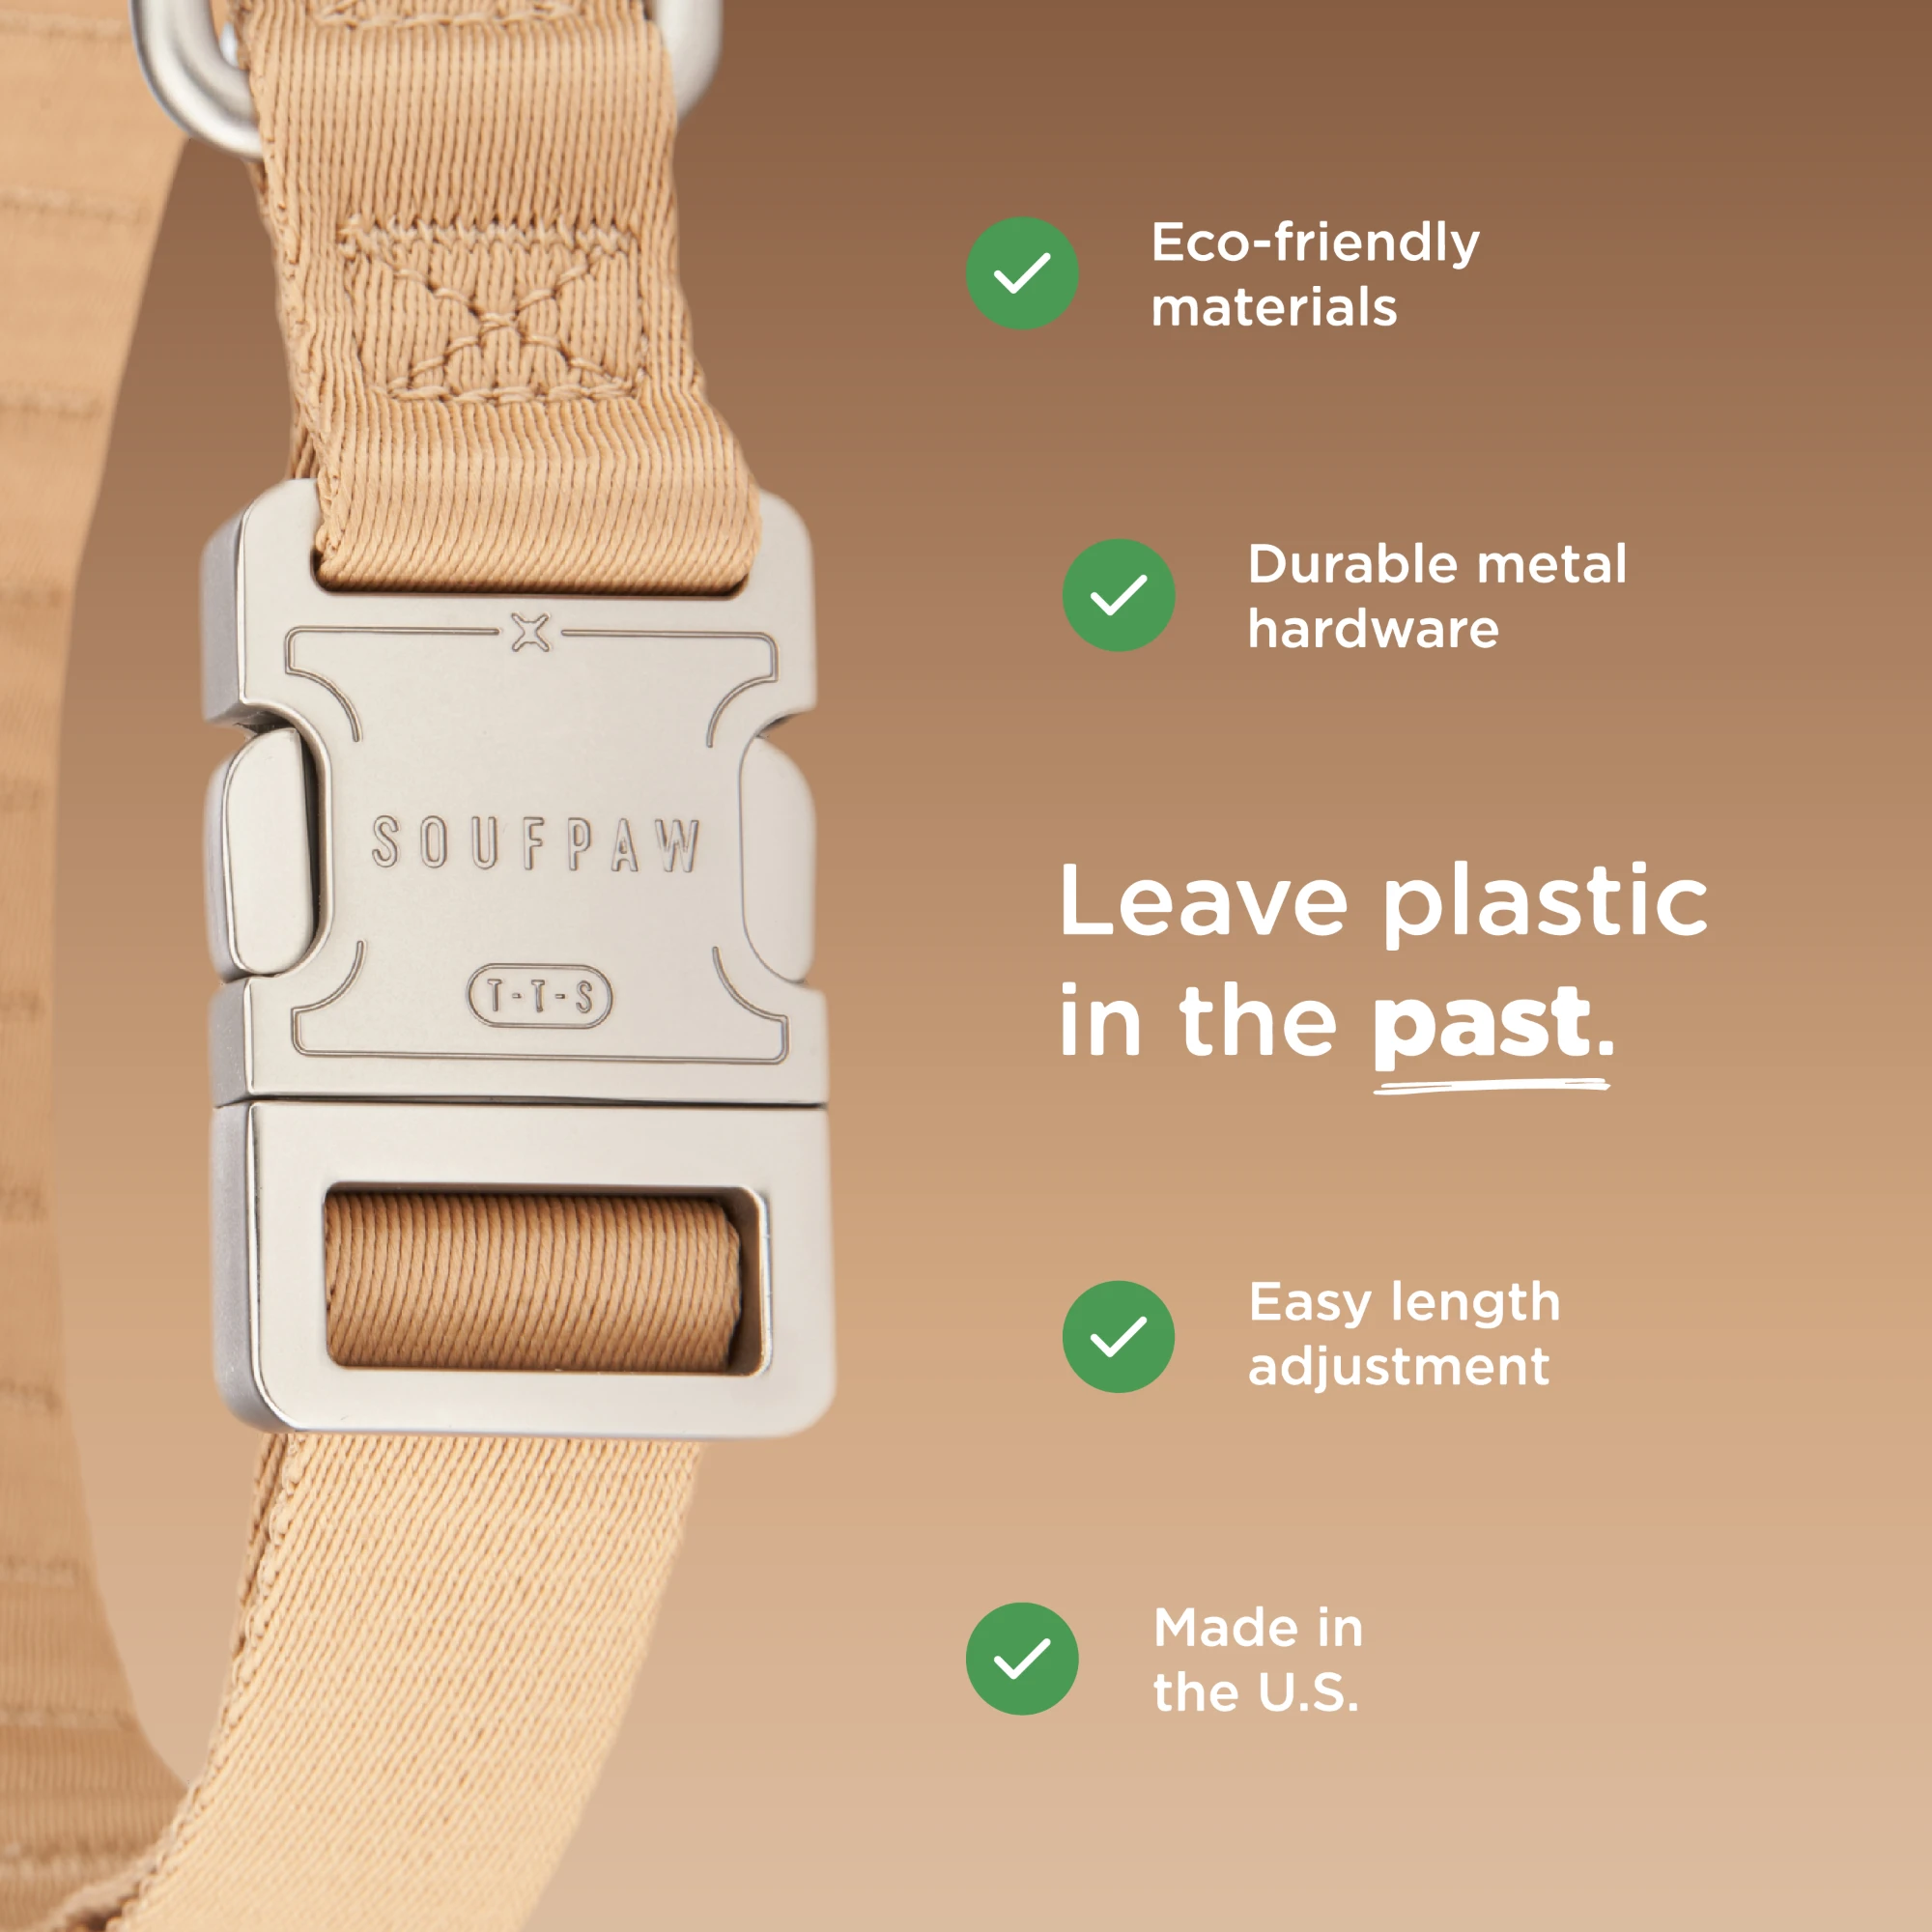 SOUFPAW
T-T-S
Eco-friendly
materials
Durable metal
hardware
Leave plastic
in the past.
Easy length
adjustment
Made in
the U.S.